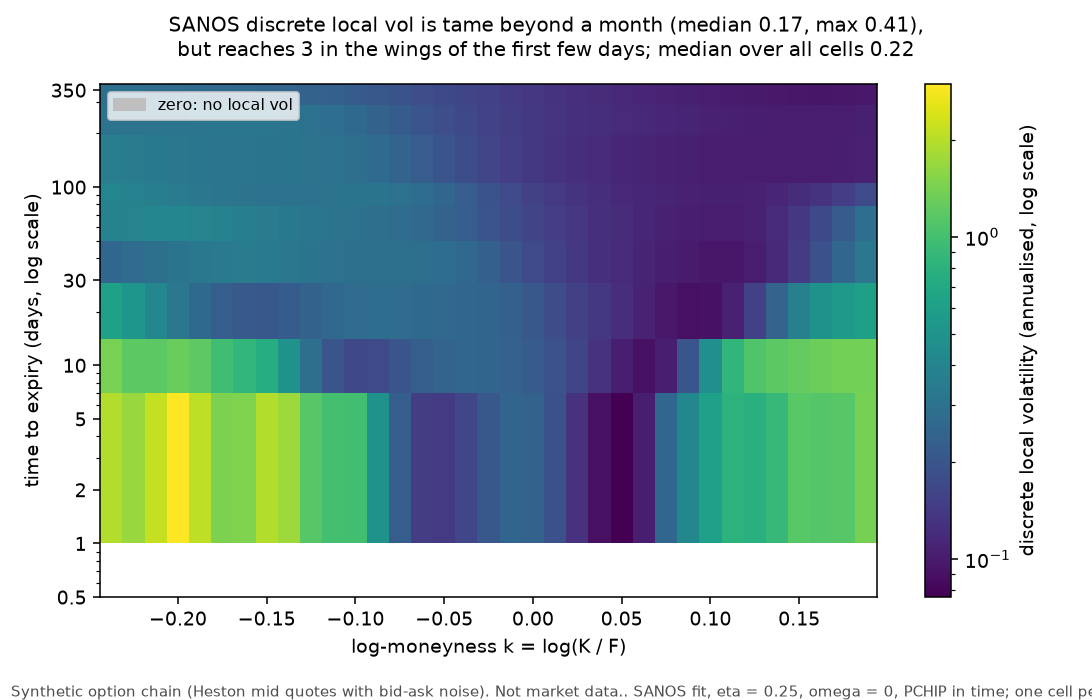 SANOS discrete local vol is tame beyond a month (median 0.17, max 0.41),
but reaches 3 in the wings of the first few days; median over all cells 0.22
zero: no local vol
350
100
30
10
5
2
1
0.5
time to expiry (days, log scale)
−0.20 −0.15 −0.10 −0.05 0.00 0.05 0.10 0.15
log-moneyness k = log(K / F)
10⁰
10⁻¹
discrete local volatility (annualised, log scale)
Synthetic option chain (Heston mid quotes with bid-ask noise). Not market data.. SANOS fit, eta = 0.25, omega = 0, PCHIP in time; one cell